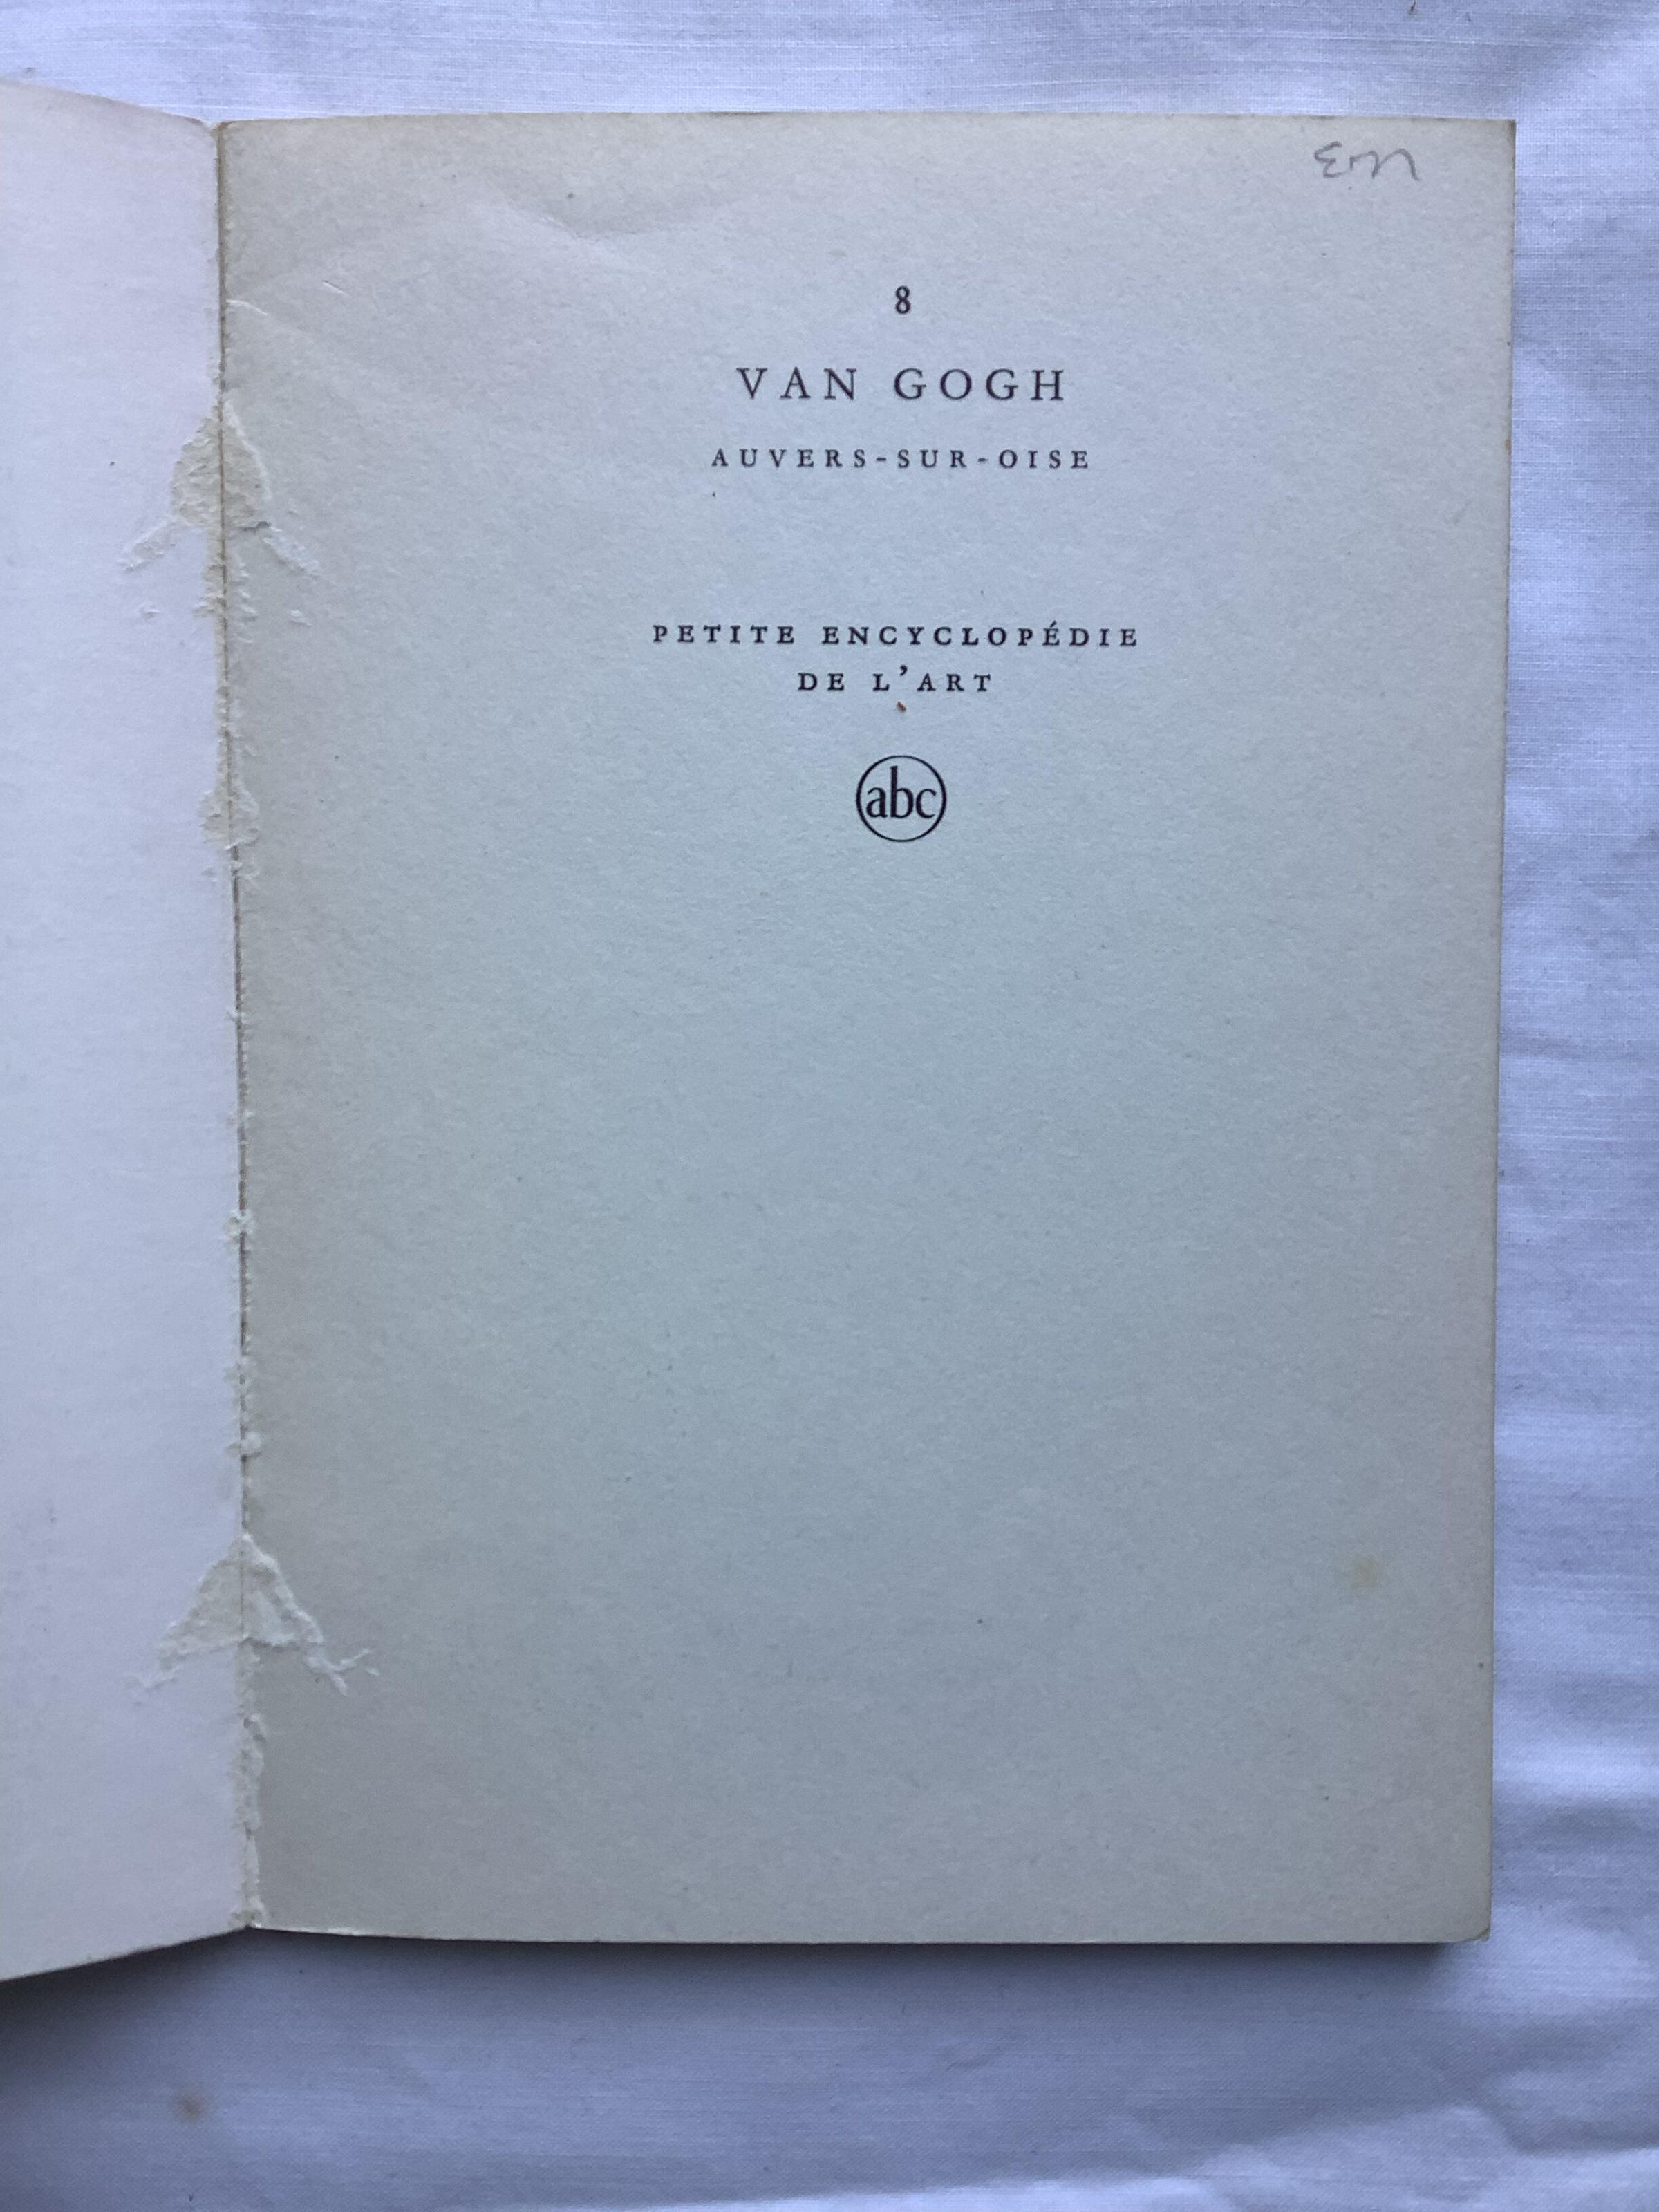 8
VAN GOGH
AUVERS-SUR-OISE
PETITE ENCYCLOPÉDIE
DE L'ART
abc